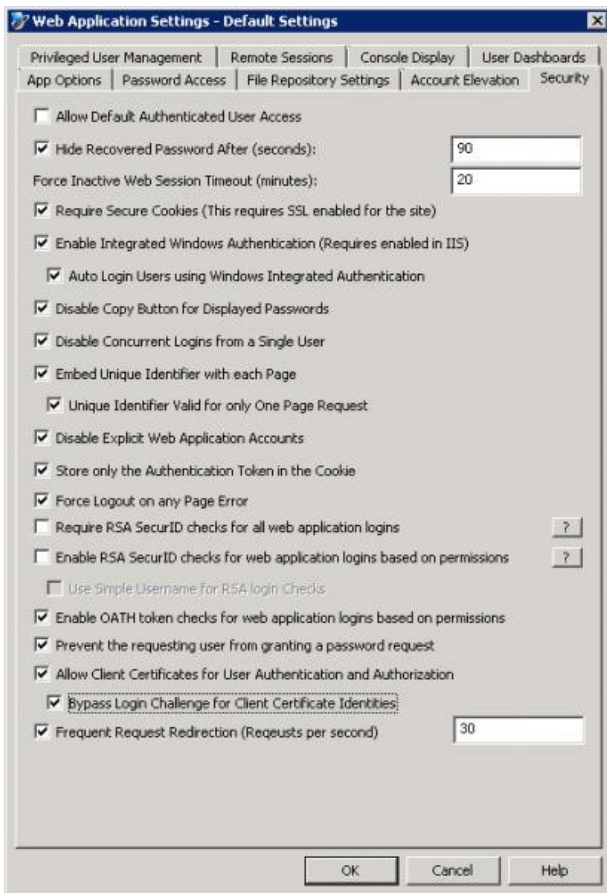 Web Application Settings - Default Settings
Privileged User Management Remote Sessions Console Display User Dashboards
App Options Password Access File Repository Settings Account Elevation Security
Allow Default Authenticated User Access
Hide Recovered Password After (seconds): 90
Force Inactive Web Session Timeout (minutes): 20
Require Secure Cookies (This requires SSL enabled for the site)
Enable Integrated Windows Authentication (Requires enabled in IIS)
Auto Login Users using Windows Integrated Authentication
Disable Copy Button for Displayed Passwords
Disable Concurrent Logins from a Single User
Embed Unique Identifier with each Page
Unique Identifier Valid for only One Page Request
Disable Explicit Web Application Accounts
Store only the Authentication Token in the Cookie
Force Logout on any Page Error
Require RSA SecurID checks for all web application logins ?
Enable RSA SecurID checks for web application logins based on permissions ?
Use Simple Username for RSA login Checks
Enable OATH token checks for web application logins based on permissions
Prevent the requesting user from granting a password request
Allow Client Certificates for User Authentication and Authorization
Bypass Login Challenge for Client Certificate Identities
Frequent Request Redirection (Reqeusts per second) 30
OK Cancel Help